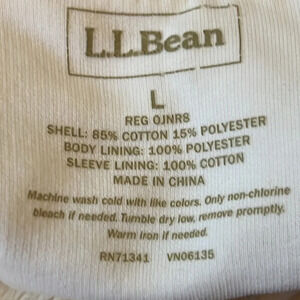 L.L.Bean
L
REG OJNR8
SHELL: 85% COTTON 15% POLYESTER
BODY LINING: 100% POLYESTER
SLEEVE LINING: 100% COTTON
MADE IN CHINA
Machine wash cold with like colors. Only non-chlorine
bleach if needed. Tumble dry low, remove promptly.
Warm iron if needed.
RN71341 VN06135